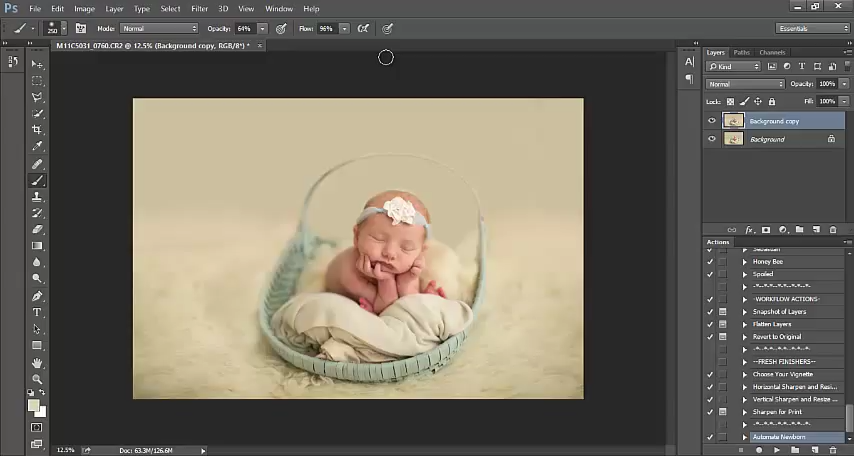 Ps File Edit Image Layer Type Select Filter 3D View Window Help
250 Mode: Normal Opacity: 64% Flow: 96% Essentials
M11C5031_0760.CR2 @ 12.5% (Background copy, RGB/8*) ×
Layers Paths Channels
Kind
Normal Opacity: 100%
Lock: Fill: 100%
Background copy
Background
fx
Actions
Honey Bee
Spoiled
-*--*--*--*--*--*-
-WORKFLOW ACTIONS-
Snapshot of Layers
Flatten Layers
Revert to Original
-*--*--*--*--*--*-
--FRESH FINISHERS--
Choose Your Vignette
Horizontal Sharpen and Resi...
Vertical Sharpen and Resize ...
Sharpen for Print
-*--*--*--*--*--*-
Automate Newborn
12.5% Doc: 63.3M/126.6M